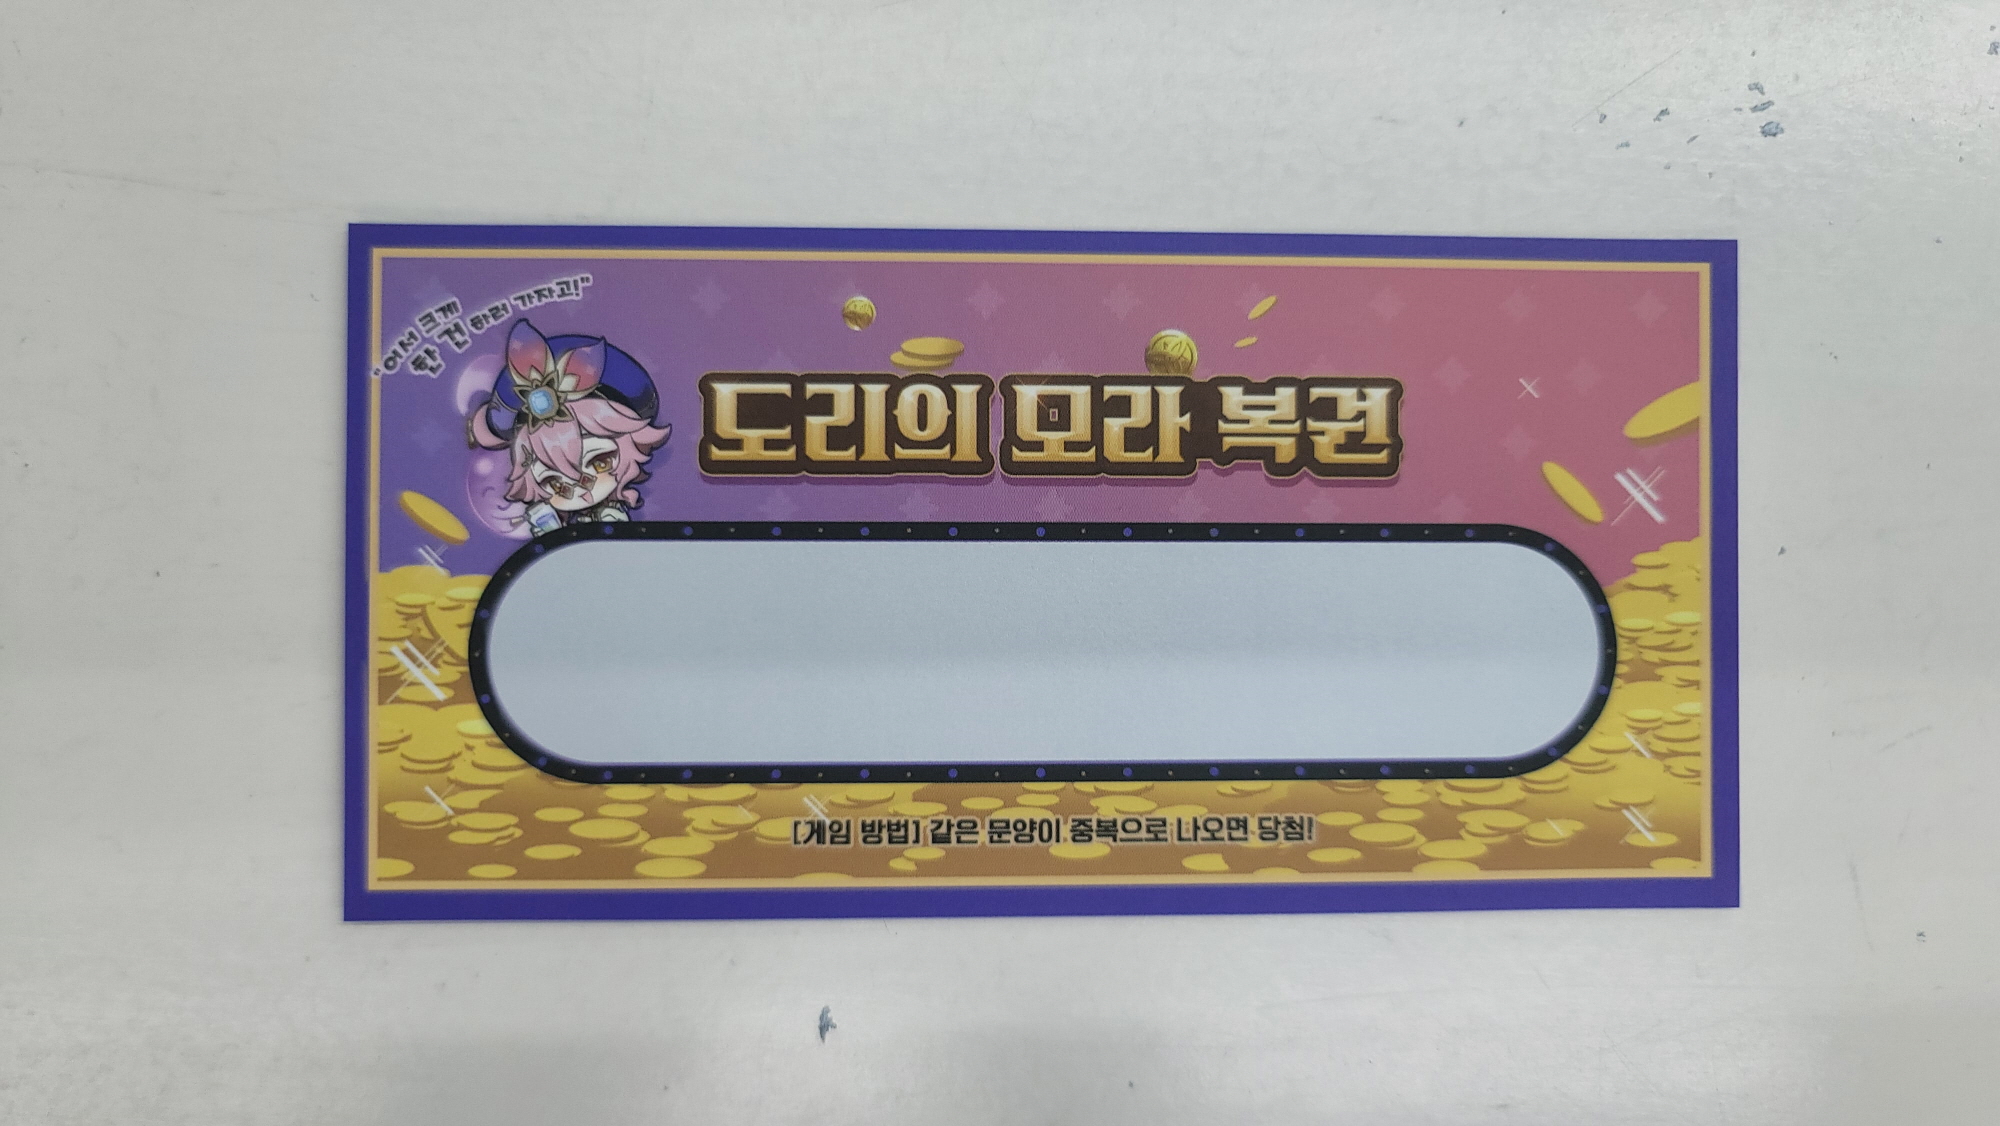 "어서 크게
한 건 하러 가자고!"
도리의 모라 복권
[게임 방법] 같은 문양이 중복으로 나오면 당첨!